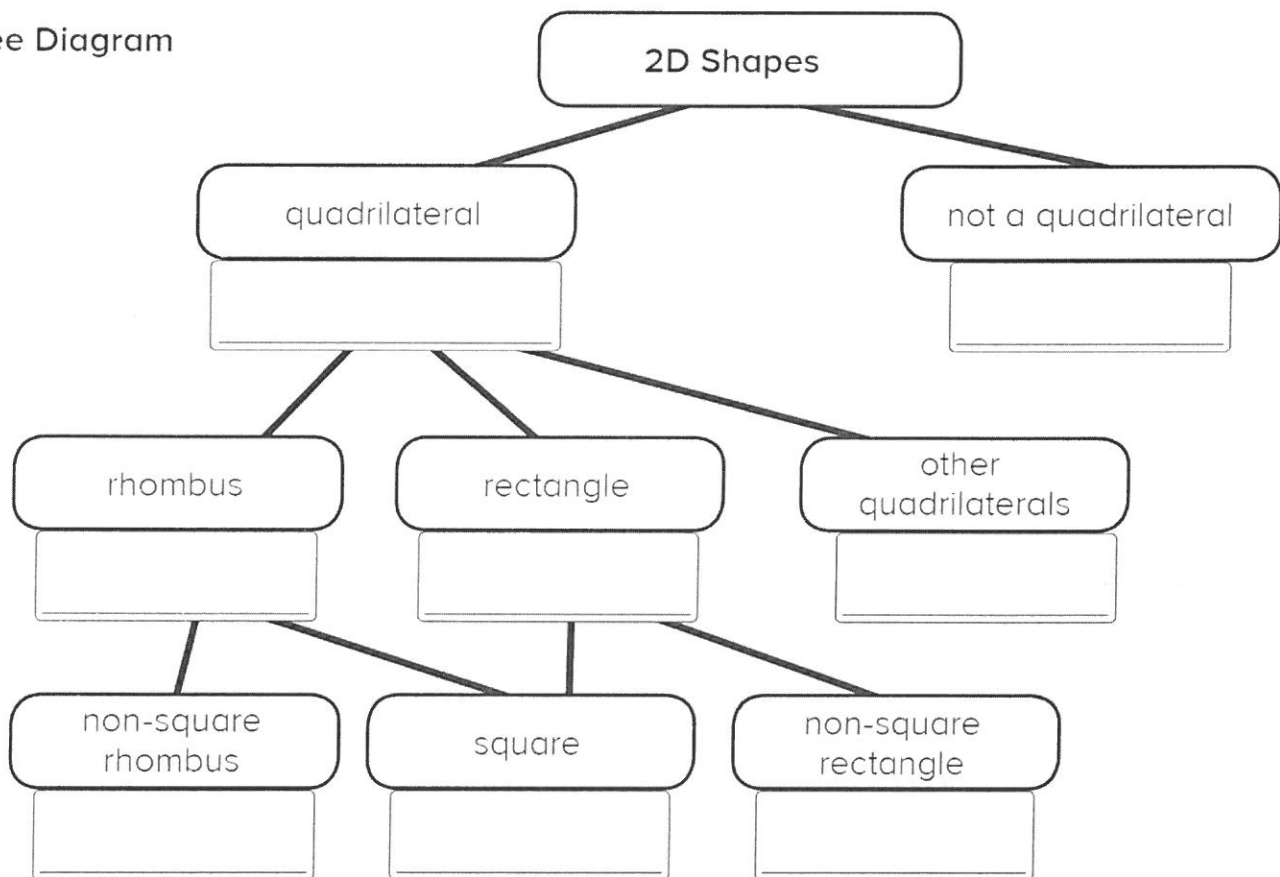 ee Diagram
2D Shapes
quadrilateral
not a quadrilateral
rhombus
rectangle
other
quadrilaterals
non-square
rhombus
square
non-square
rectangle